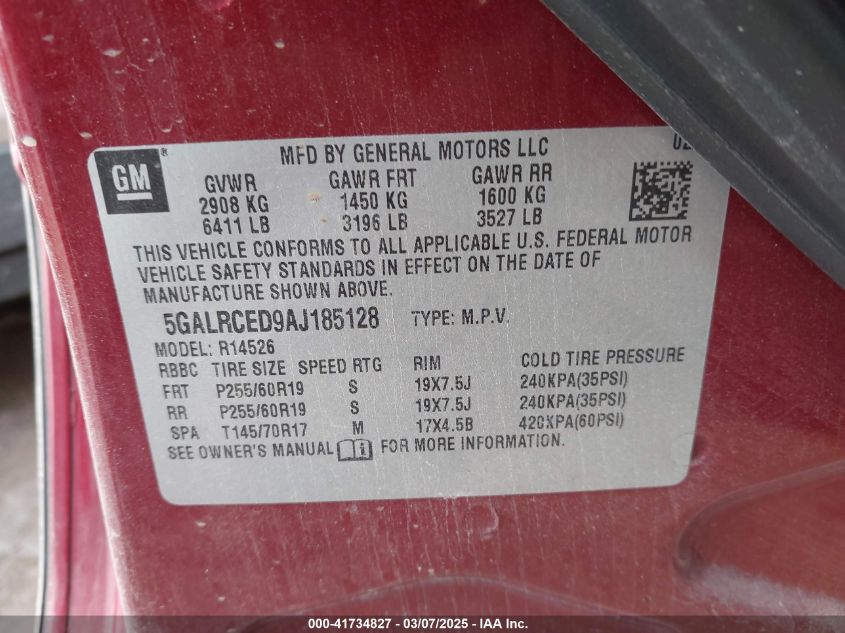 GM
MFD BY GENERAL MOTORS LLC
GVWR GAWR FRT GAWR RR
2908 KG 1450 KG 1600 KG
6411 LB 3196 LB 3527 LB
THIS VEHICLE CONFORMS TO ALL APPLICABLE U.S. FEDERAL MOTOR
VEHICLE SAFETY STANDARDS IN EFFECT ON THE DATE OF
MANUFACTURE SHOWN ABOVE.
5GALRCED9AJ185128 TYPE: M.P.V.
MODEL: R14526
RBBC TIRE SIZE SPEED RTG RIM COLD TIRE PRESSURE
FRT P255/60R19 S 19X7.5J 240KPA(35PSI)
RR P255/60R19 S 19X7.5J 240KPA(35PSI)
SPA T145/70R17 M 17X4.5B 420KPA(60PSI)
SEE OWNER'S MANUAL FOR MORE INFORMATION.
000-41734827 - 03/07/2025 - IAA Inc.